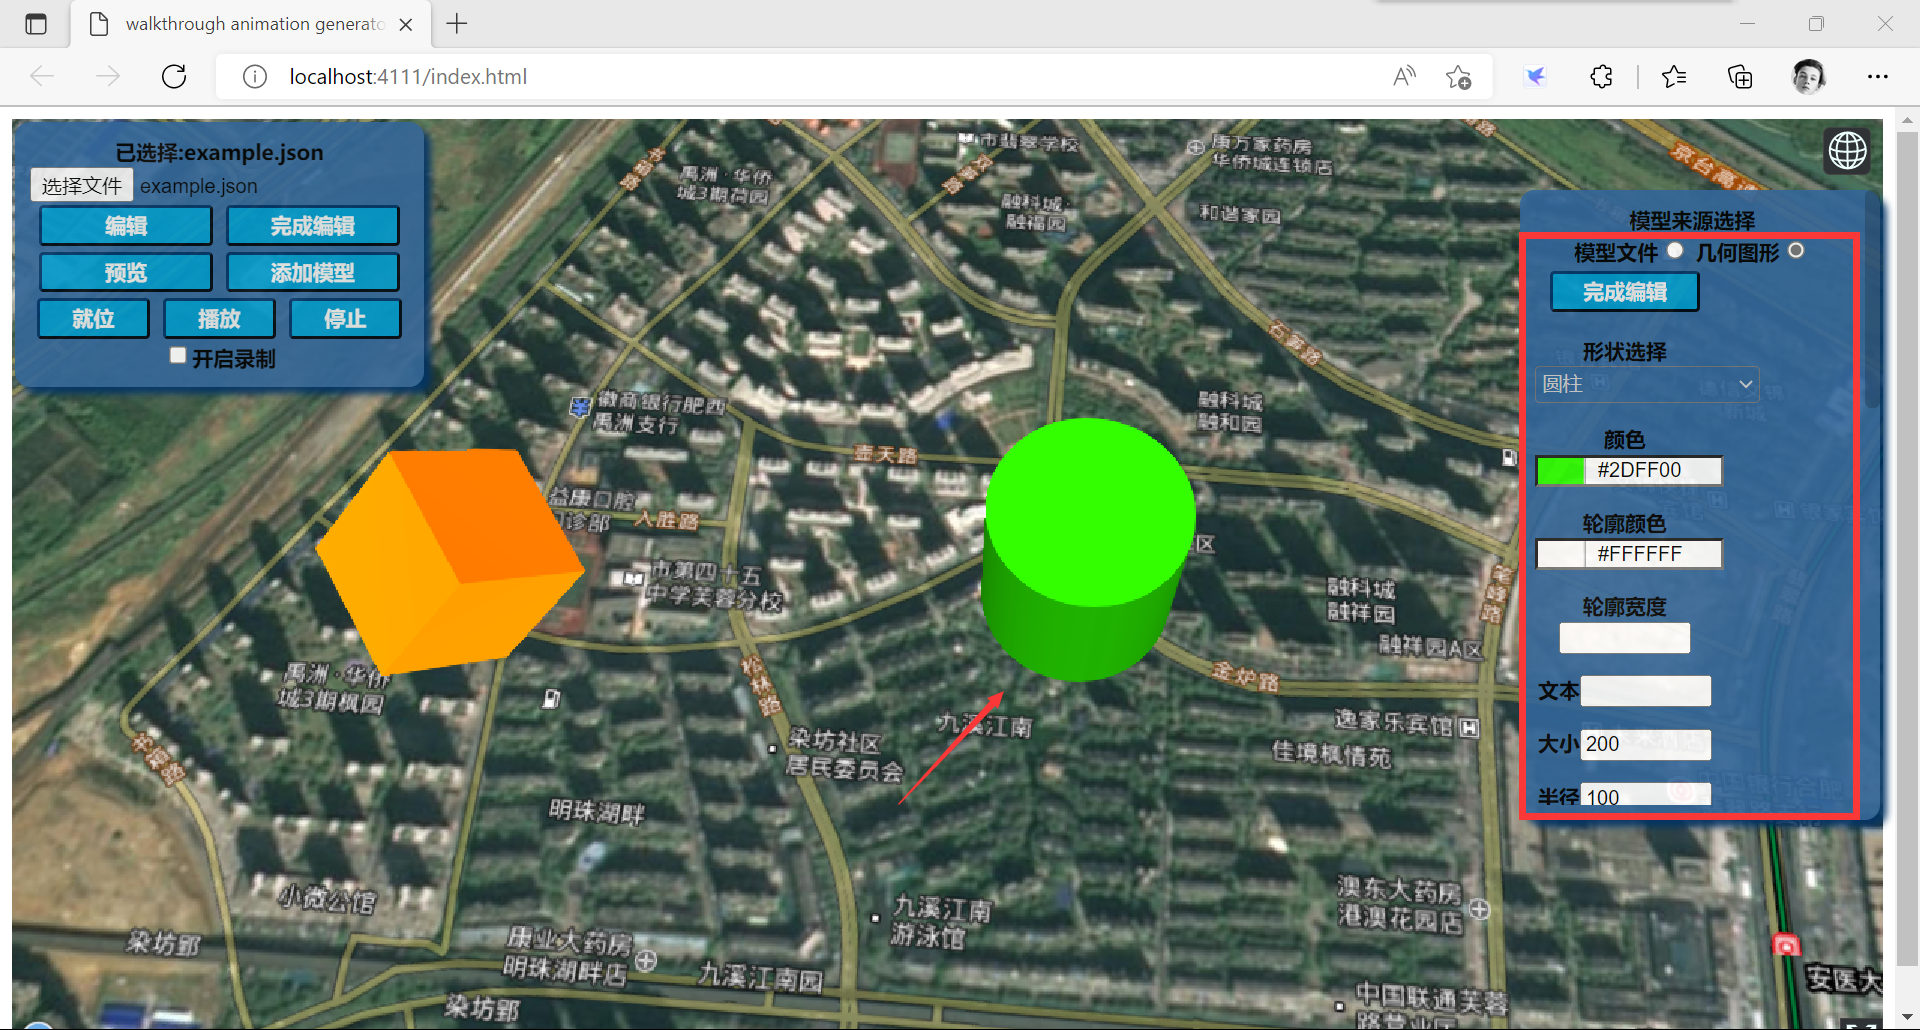 walkthrough animation generato
localhost:4111/index.html
已选择:example.json
选择文件 example.json
编辑 完成编辑
预览 添加模型
就位 播放 停止
开启录制
模型来源选择
模型文件 几何图形
完成编辑
形状选择
圆柱
颜色
#2DFF00
轮廓颜色
#FFFFFF
轮廓宽度
文本
大小 200
半径 100
市翡翠学校
康万家药房
华侨城连锁店
京台高速
禹洲·华侨
城3期荷园
融科城·
融福园
和谐家园
石笋路
徽商银行肥西
禹洲支行
融科城
融和园
壶天路
益康口腔
诊部
人胜路
市第四十五
中学芙蓉分校
区
融科城
融祥园
融祥园A区
禹洲·华侨
城3期枫园
松林路
金炉路
九溪江南
逸家乐宾馆
佳境枫情苑
染坊社区
居民委员会
明珠湖畔
小微公馆
九溪江南
游泳馆
澳东大药房
港澳花园店
染坊郢
康业大药房
明珠湖畔店
九溪江南园
染坊郢
中国联通芙蓉
路营业厅
安医大